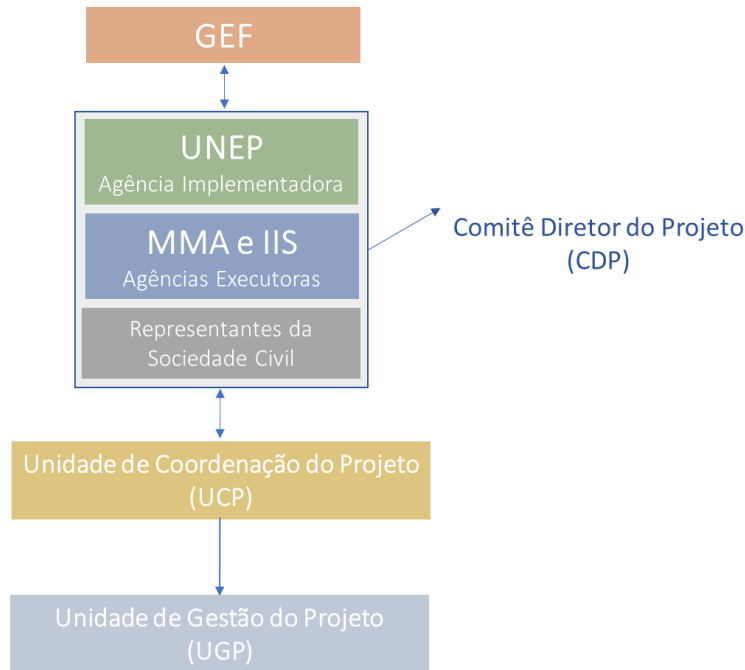 GEF
UNEP
Agência Implementadora
MMA e IIS
Agências Executoras
Comitê Diretor do Projeto
(CDP)
Representantes da
Sociedade Civil
Unidade de Coordenação do Projeto
(UCP)
Unidade de Gestão do Projeto
(UGP)